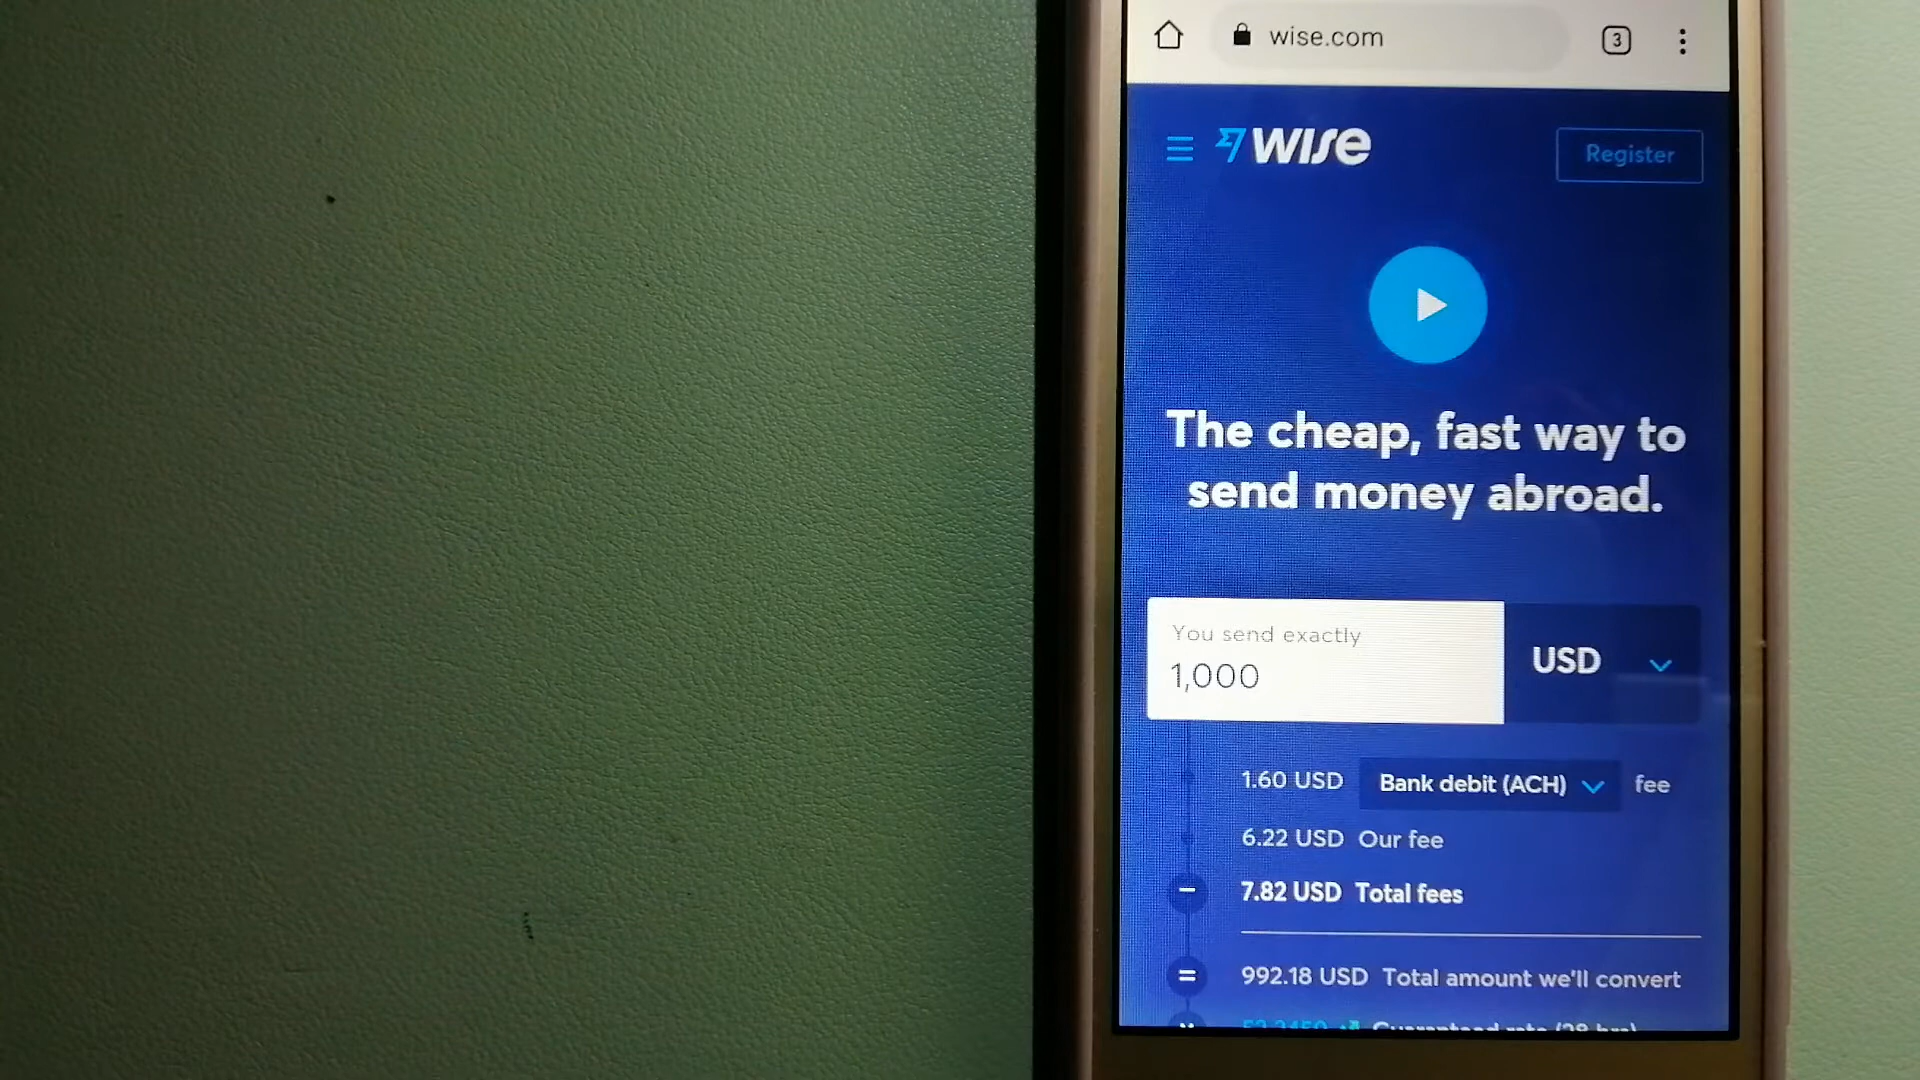 wise.com
3
wise
Register
The cheap, fast way to
send money abroad.
You send exactly
1,000
USD
1.60 USD Bank debit (ACH) fee
6.22 USD Our fee
7.82 USD Total fees
992.18 USD Total amount we'll convert
Guaranteed rate